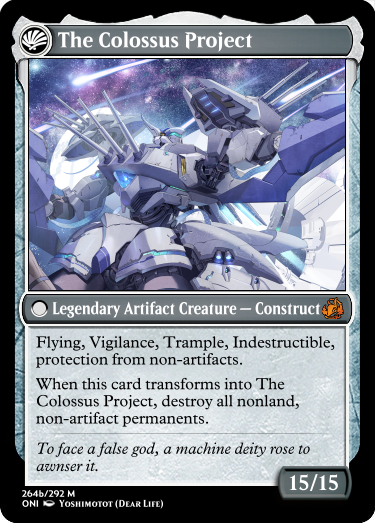 The Colossus Project
Legendary Artifact Creature — Construct
Flying, Vigilance, Trample, Indestructible,
protection from non-artifacts.
When this card transforms into The
Colossus Project, destroy all nonland,
non-artifact permanents.
To face a false god, a machine deity rose to
awnser it.
15/15
264b/292 M
ONI Yoshimotot (Dear Life)